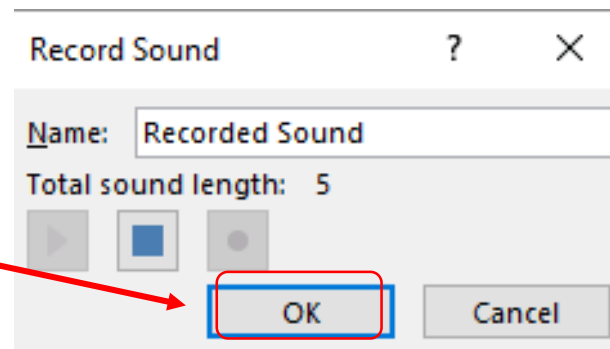 Record Sound ?
Name: Recorded Sound
Total sound length: 5
OK Cancel